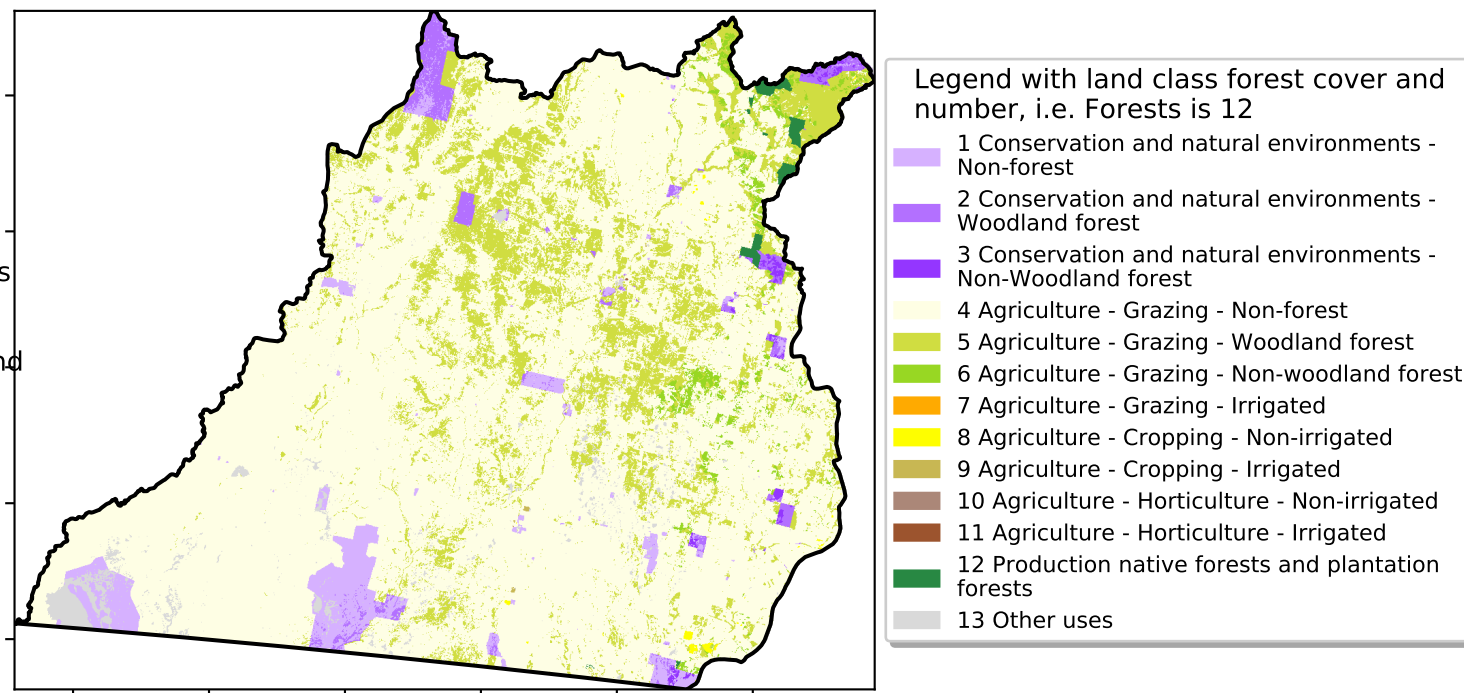 s
nd
Legend with land class forest cover and
number, i.e. Forests is 12
1 Conservation and natural environments -
Non-forest
2 Conservation and natural environments -
Woodland forest
3 Conservation and natural environments -
Non-Woodland forest
4 Agriculture - Grazing - Non-forest
5 Agriculture - Grazing - Woodland forest
6 Agriculture - Grazing - Non-woodland forest
7 Agriculture - Grazing - Irrigated
8 Agriculture - Cropping - Non-irrigated
9 Agriculture - Cropping - Irrigated
10 Agriculture - Horticulture - Non-irrigated
11 Agriculture - Horticulture - Irrigated
12 Production native forests and plantation
forests
13 Other uses